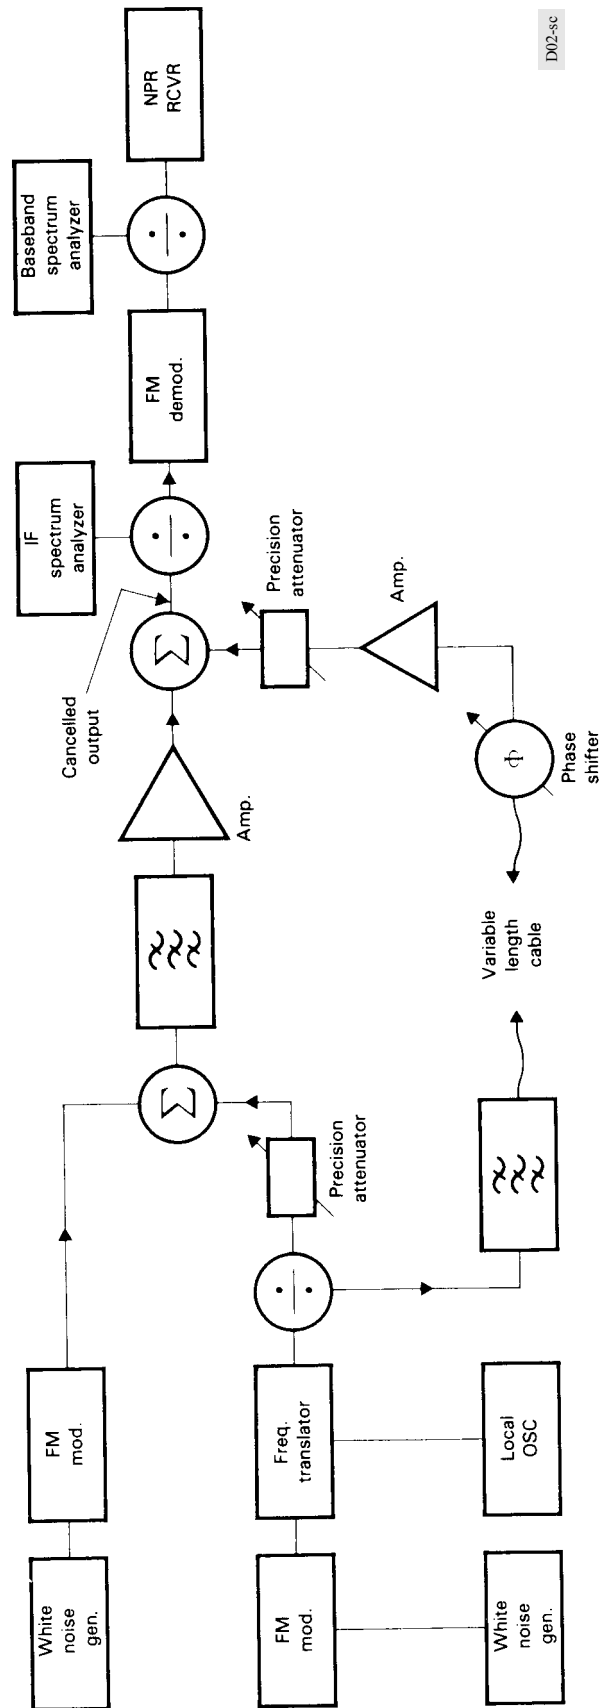 White
noise
gen.
FM
mod.
FM
mod.
White
noise
gen.
Freq.
translator
Local
OSC
÷
Precision
attenuator
Σ
Variable
length
cable
Amp.
Φ
Phase
shifter
Amp.
Precision
attenuator
Cancelled
output
Σ
÷
IF
spectrum
analyzer
FM
demod.
÷
Baseband
spectrum
analyzer
NPR
RCVR
D02-sc